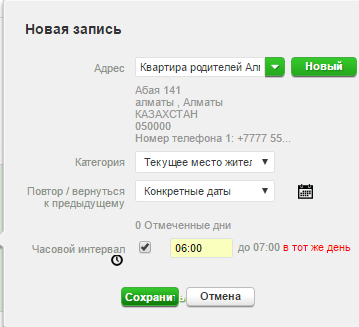 Новая запись
Адрес Квартира родителей Алм Новый
Абая 141
алматы , Алматы
КАЗАХСТАН
050000
Номер телефона 1: +7777 55...
Категория Текущее место жител
Повтор / вернуться к предыдущему Конкретные даты
0 Отмеченные дни
Часовой интервал 06:00 до 07:00 в тот же день
Сохранит Отмена